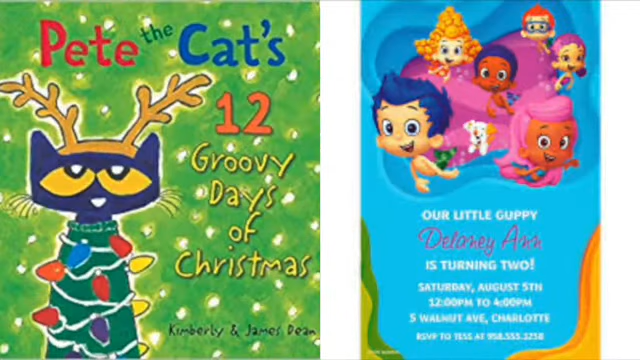 Pete the Cat's
12
Groovy
Days
of
Christmas
Kimberly & James Dean
OUR LITTLE GUPPY
Delaney Ann
IS TURNING TWO!
SATURDAY, AUGUST 5TH
12:00PM TO 4:00PM
5 WALNUT AVE, CHARLOTTE
RSVP TO TESS AT 958.555.3258